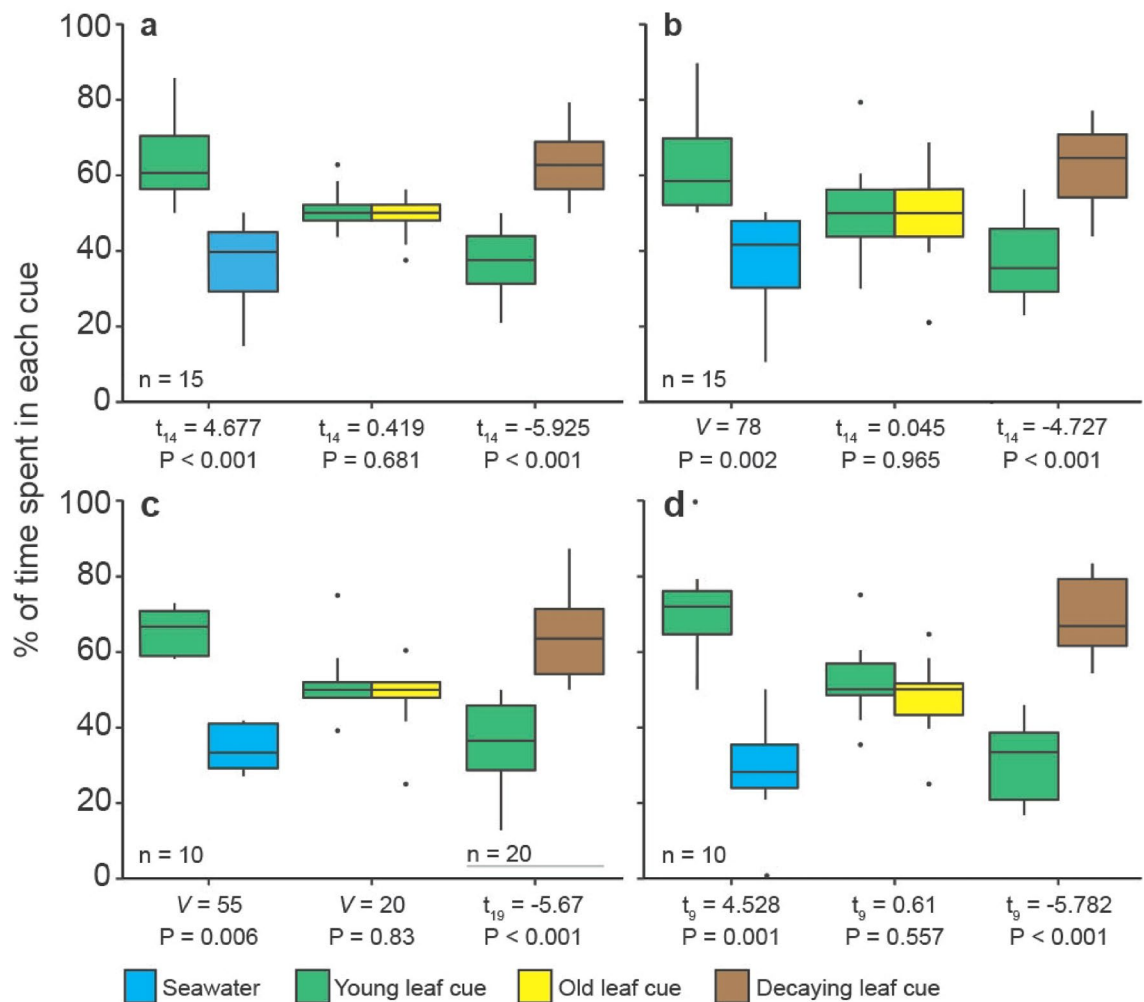 % of time spent in each cue
a
100
80
60
40
20
0
n = 15
t14 = 4.677
P < 0.001
t14 = 0.419
P = 0.681
t14 = -5.925
P < 0.001
b
n = 15
V = 78
P = 0.002
t14 = 0.045
P = 0.965
t14 = -4.727
P < 0.001
c
100
80
60
40
20
0
n = 10
n = 20
V = 55
P = 0.006
V = 20
P = 0.83
t19 = -5.67
P < 0.001
d
n = 10
t9 = 4.528
P = 0.001
t9 = 0.61
P = 0.557
t9 = -5.782
P < 0.001
Seawater
Young leaf cue
Old leaf cue
Decaying leaf cue